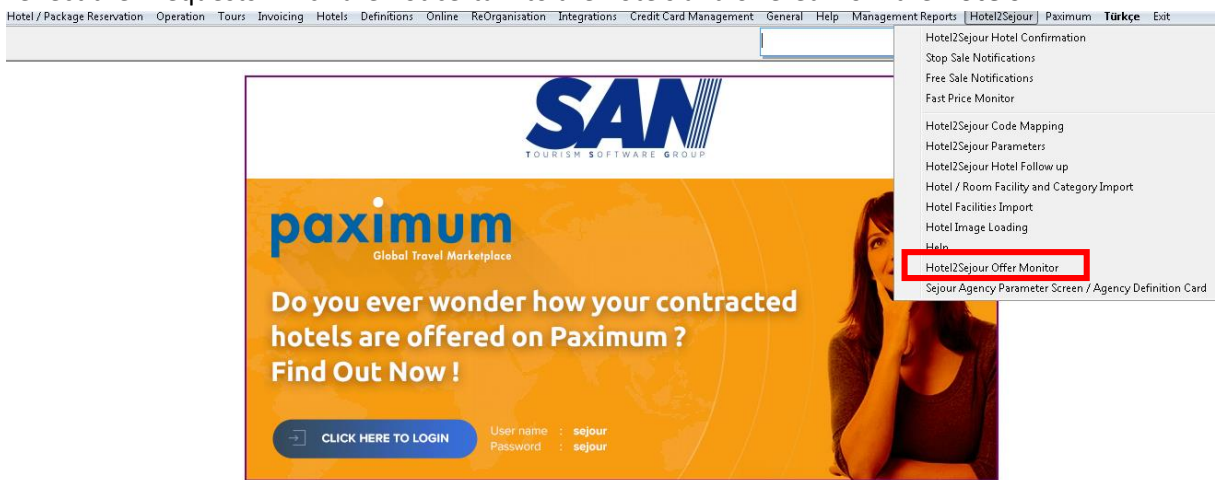 Hotel / Package Reservation Operation Tours Invoicing Hotels Definitions Online ReOrganisation Integrations Credit Card Management General Help Management Reports Hotel2Sejour Paximum Türkçe Exit
Hotel2Sejour Hotel Confirmation
Stop Sale Notifications
Free Sale Notifications
Fast Price Monitor
Hotel2Sejour Code Mapping
Hotel2Sejour Parameters
Hotel2Sejour Hotel Follow up
Hotel / Room Facility and Category Import
Hotel Facilities Import
Hotel Image Loading
Help
Hotel2Sejour Offer Monitor
Sejour Agency Parameter Screen / Agency Definition Card
SAN
TOURISM SOFTWARE GROUP
paximum
Global Travel Marketplace
Do you ever wonder how your contracted
hotels are offered on Paximum ?
Find Out Now !
CLICK HERE TO LOGIN
User name : sejour
Password : sejour